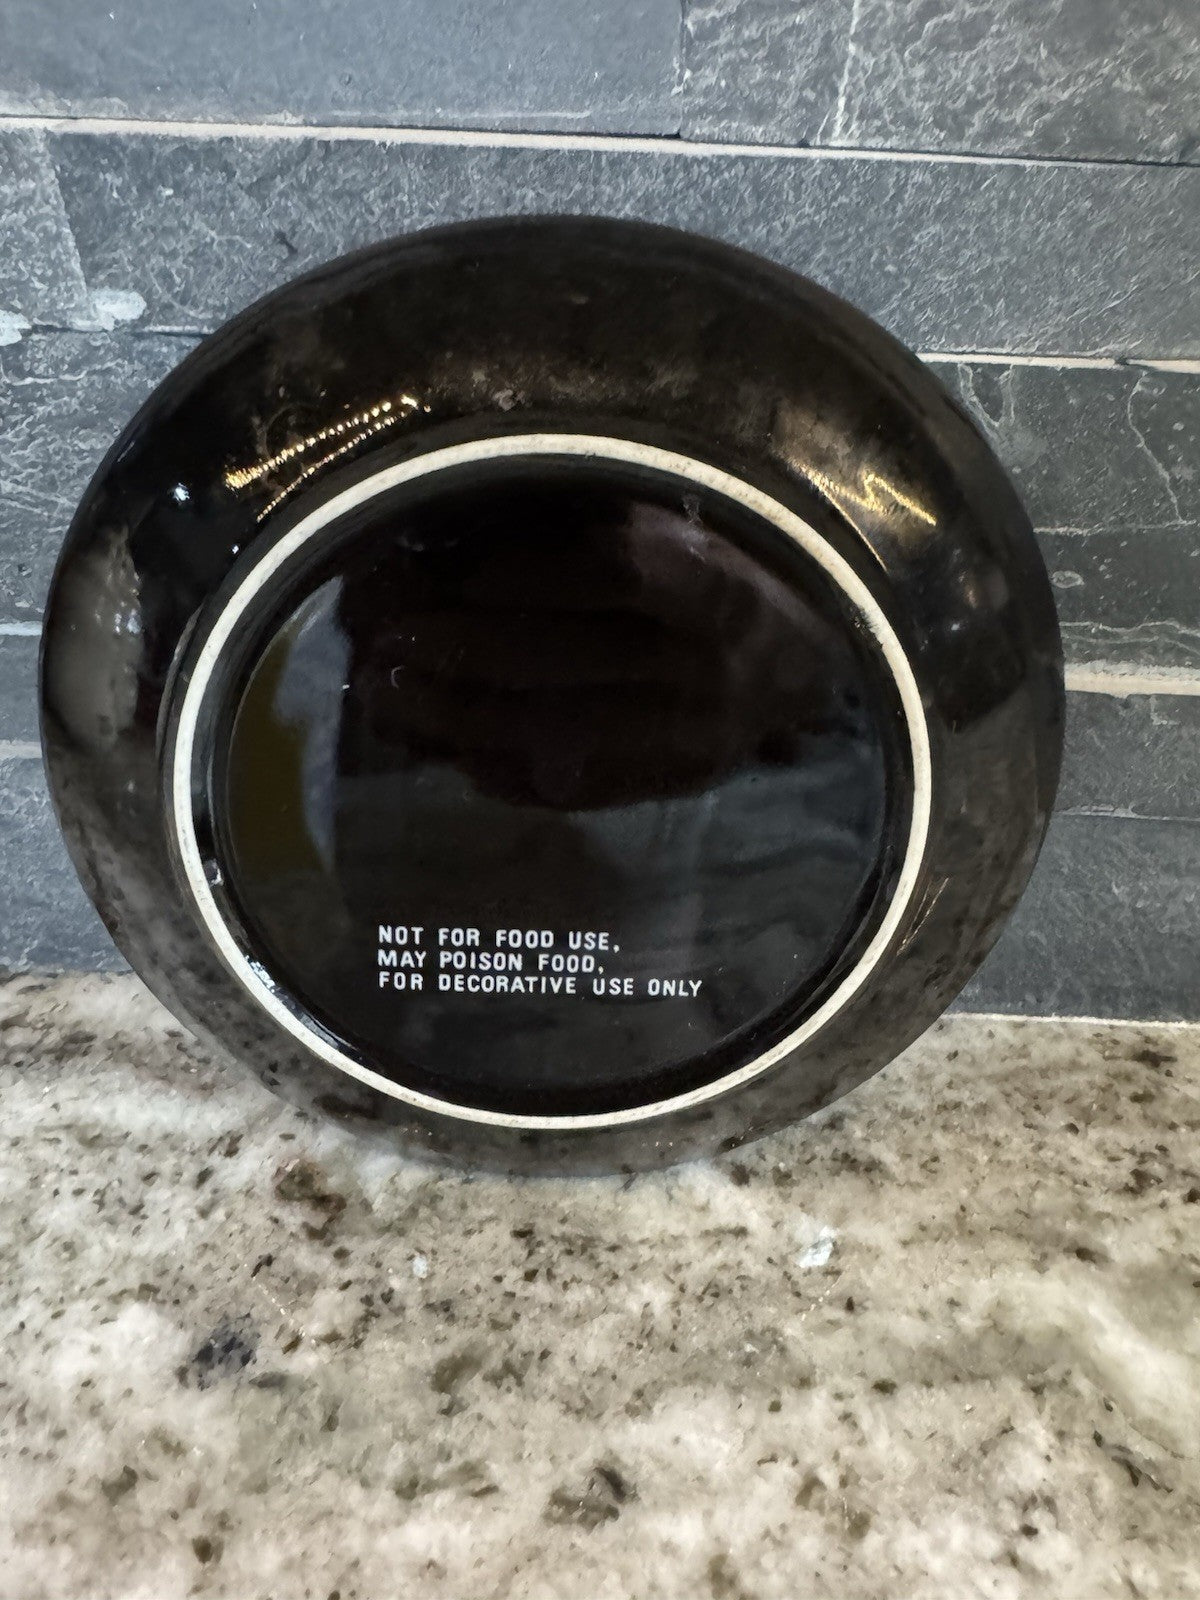 NOT FOR FOOD USE,
MAY POISON FOOD,
FOR DECORATIVE USE ONLY